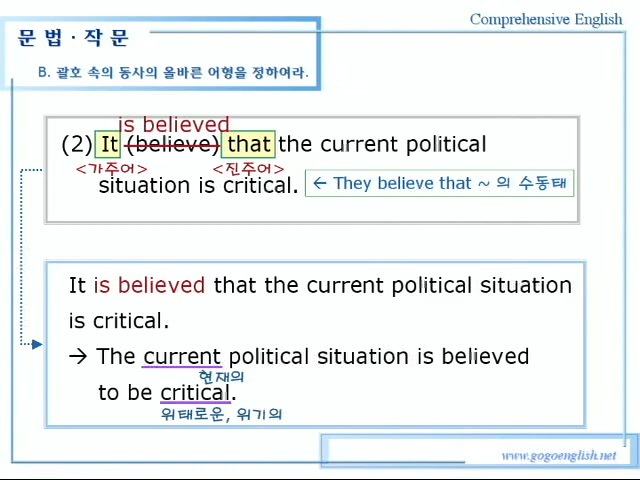 Comprehensive English
문 법 · 작 문
B. 괄호 속의 동사의 올바른 어형을 정하여라.
is believed
(2) It (believe) that the current political
<가주어> <진주어>
situation is critical. ← They believe that ~ 의 수동태
It is believed that the current political situation
is critical.
→ The current political situation is believed
현재의
to be critical.
위태로운, 위기의
www.gogoenglish.net